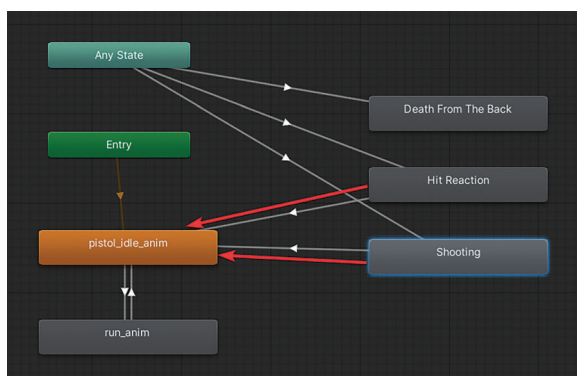 Any State
Death From The Back
Entry
Hit Reaction
pistol_idle_anim
Shooting
run_anim